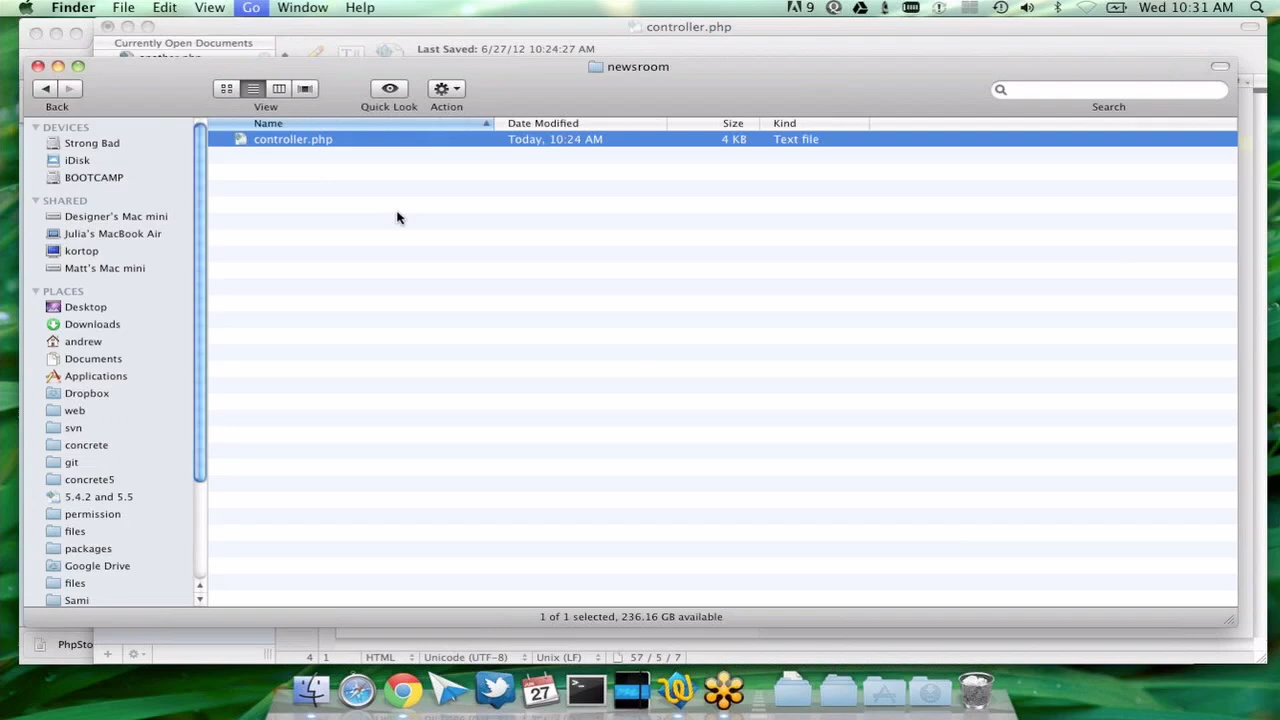 Finder File Edit View Go Window Help
9
Wed 10:31 AM
controller.php
Currently Open Documents
Last Saved: 6/27/12 10:24:27 AM
newsroom
Back View Quick Look Action Search
Name Date Modified Size Kind
controller.php Today, 10:24 AM 4 KB Text file
DEVICES
Strong Bad
iDisk
BOOTCAMP
SHARED
Designer's Mac mini
Julia's MacBook Air
kortop
Matt's Mac mini
PLACES
Desktop
Downloads
andrew
Documents
Applications
Dropbox
web
svn
concrete
git
concrete5
5.4.2 and 5.5
permission
files
packages
Google Drive
files
Sami
1 of 1 selected, 236.16 GB available
PhpSto
4 1 HTML Unicode (UTF-8) Unix (LF) 57 / 5 / 7
27